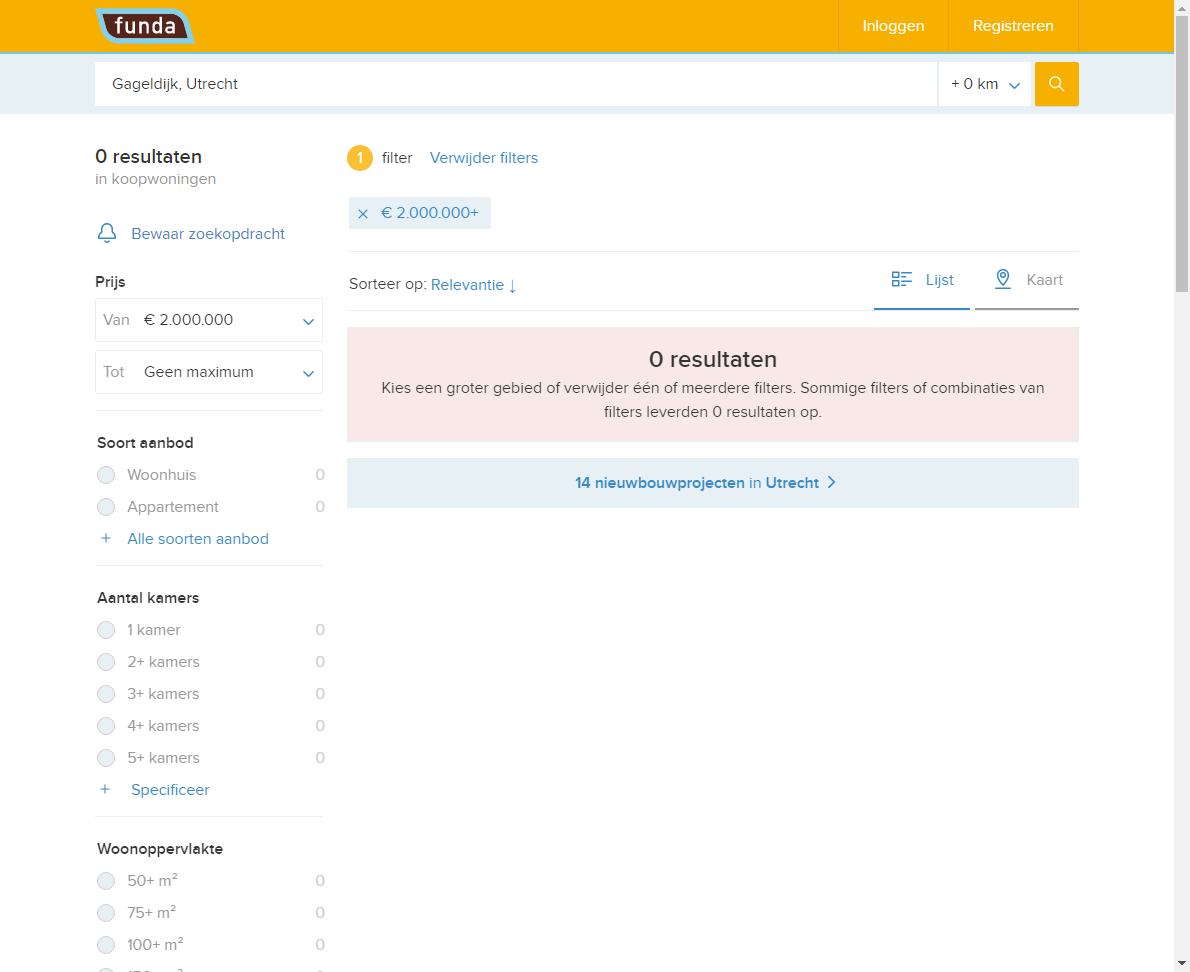 funda
Inloggen
Registreren
Gageldijk, Utrecht
+ 0 km
0 resultaten
in koopwoningen
Bewaar zoekopdracht
Prijs
Van € 2.000.000
Tot Geen maximum
Soort aanbod
Woonhuis 0
Appartement 0
+ Alle soorten aanbod
Aantal kamers
1 kamer 0
2+ kamers 0
3+ kamers 0
4+ kamers 0
5+ kamers 0
+ Specificeer
Woonoppervlakte
50+ m² 0
75+ m² 0
100+ m² 0
1 filter Verwijder filters
× € 2.000.000+
Sorteer op: Relevantie ↓
Lijst
Kaart
0 resultaten
Kies een groter gebied of verwijder één of meerdere filters. Sommige filters of combinaties van
filters leverden 0 resultaten op.
14 nieuwbouwprojecten in Utrecht